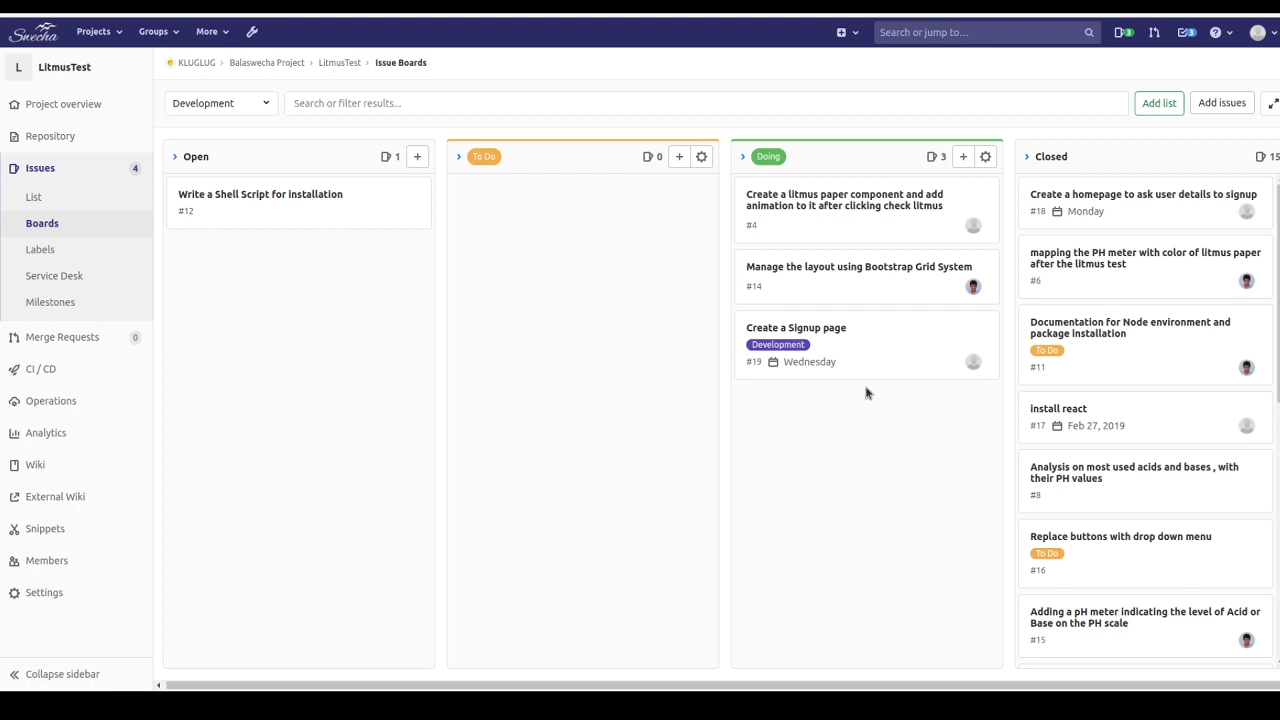 Swecha
Projects
Groups
More
Search or jump to...
3
3
L
LitmusTest
KLUGLUG › Balaswecha Project › LitmusTest › Issue Boards
Project overview
Repository
Issues 4
List
Boards
Labels
Service Desk
Milestones
Merge Requests 0
CI / CD
Operations
Analytics
Wiki
External Wiki
Snippets
Members
Settings
Collapse sidebar
Development
Search or filter results...
Add list
Add issues
Open 1
Write a Shell Script for installation
#12
To Do 0
Doing 3
Create a litmus paper component and add
animation to it after clicking check litmus
#4
Manage the layout using Bootstrap Grid System
#14
Create a Signup page
Development
#19 Wednesday
Closed 15
Create a homepage to ask user details to signup
#18 Monday
mapping the PH meter with color of litmus paper
after the litmus test
#6
Documentation for Node environment and
package installation
To Do
#11
install react
#17 Feb 27, 2019
Analysis on most used acids and bases , with
their PH values
#8
Replace buttons with drop down menu
To Do
#16
Adding a pH meter indicating the level of Acid or
Base on the PH scale
#15